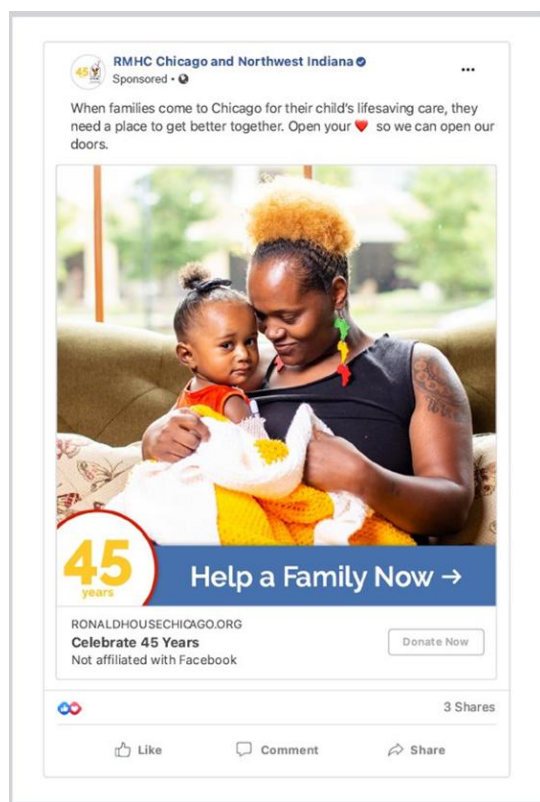 45
RMHC Chicago and Northwest Indiana
Sponsored •
When families come to Chicago for their child's lifesaving care, they
need a place to get better together. Open your ❤️ so we can open our
doors.
45
years
Help a Family Now →
RONALDHOUSECHICAGO.ORG
Celebrate 45 Years
Not affiliated with Facebook
Donate Now
3 Shares
Like
Comment
Share